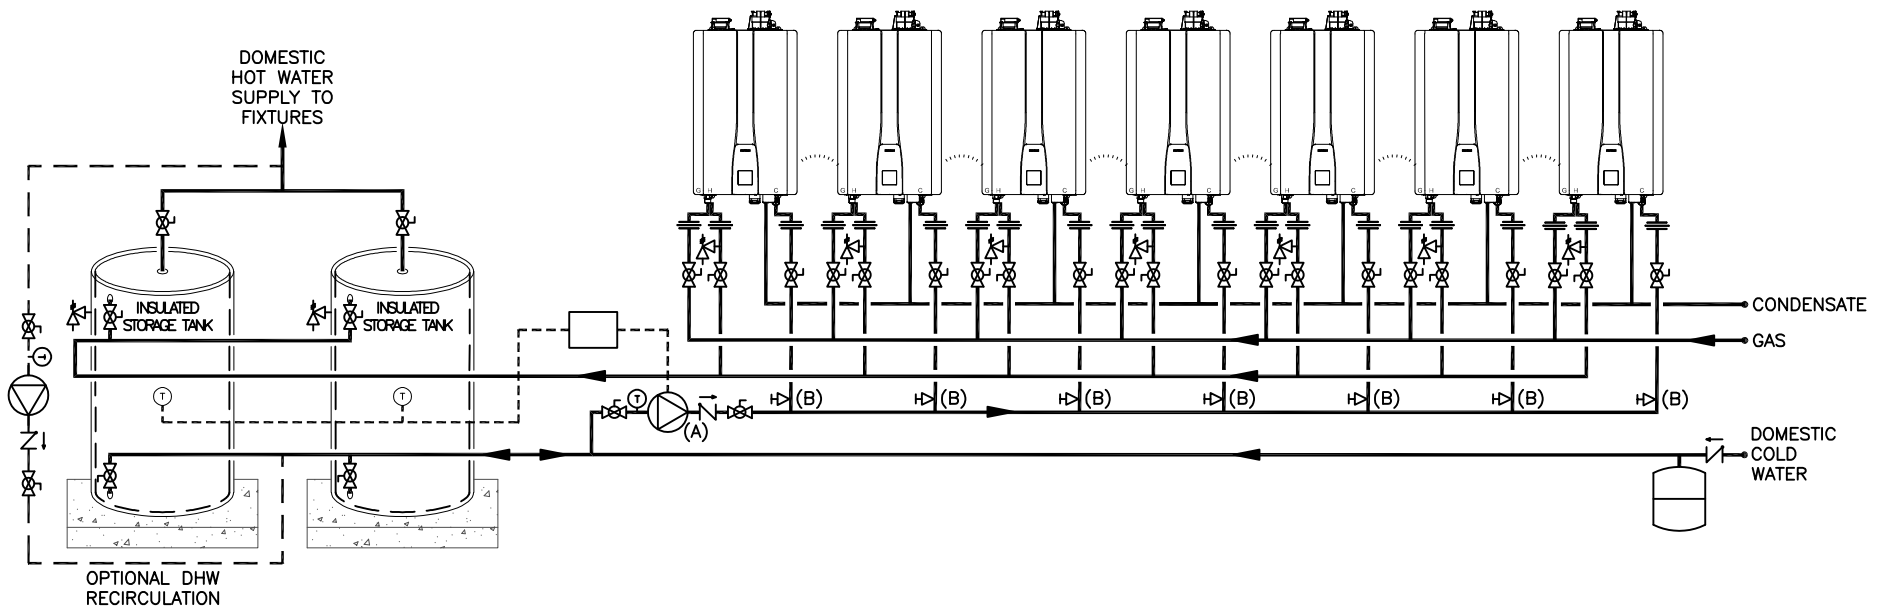 DOMESTIC
HOT WATER
SUPPLY TO
FIXTURES
G H C
G H C
G H C
G H C
G H C
G H C
G H C
INSULATED
STORAGE TANK
INSULATED
STORAGE TANK
CONDENSATE
GAS
T
T
T
T
(A)
(B)
(B)
(B)
(B)
(B)
(B)
(B)
DOMESTIC
COLD
WATER
OPTIONAL DHW
RECIRCULATION